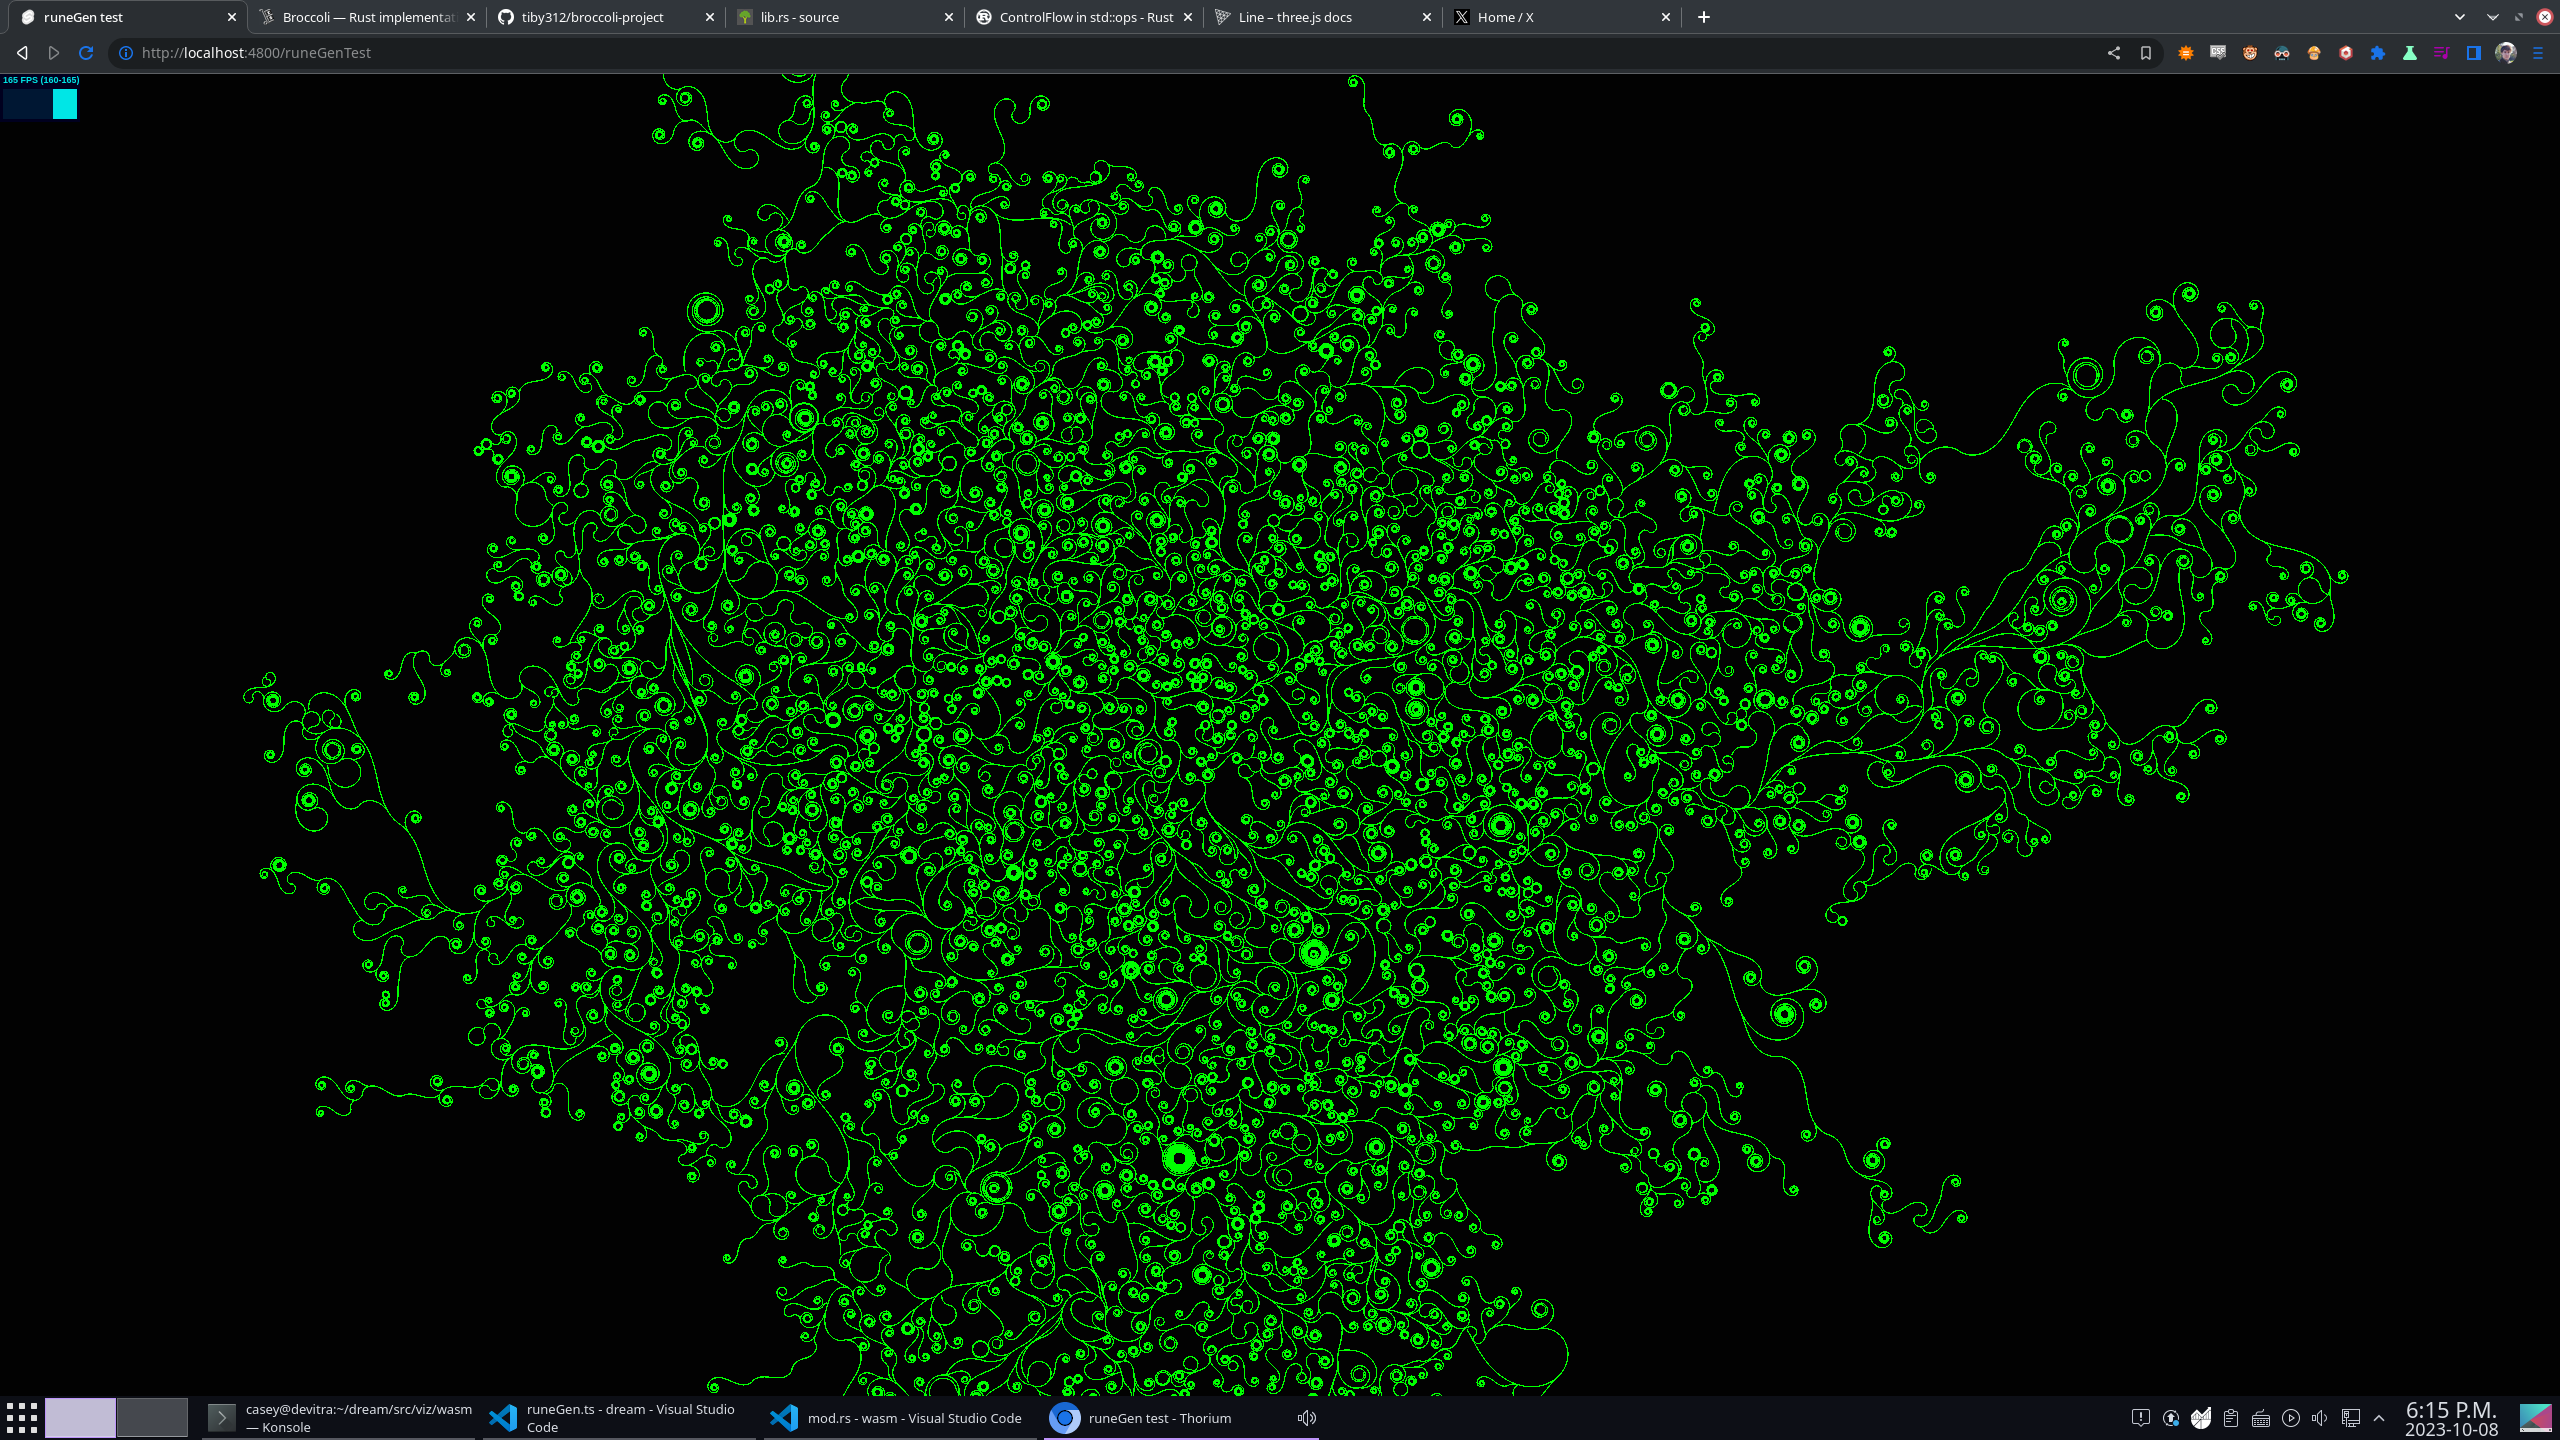 runeGen test
Broccoli — Rust implementat
tiby312/broccoli-project
lib.rs - source
ControlFlow in std::ops - Rust
Line – three.js docs
Home / X
http://localhost:4800/runeGenTest
165 FPS (160-165)
casey@devitra:~/dream/src/viz/wasm
— Konsole
runeGen.ts - dream - Visual Studio
Code
mod.rs - wasm - Visual Studio Code
runeGen test - Thorium
6:15 P.M.
2023-10-08